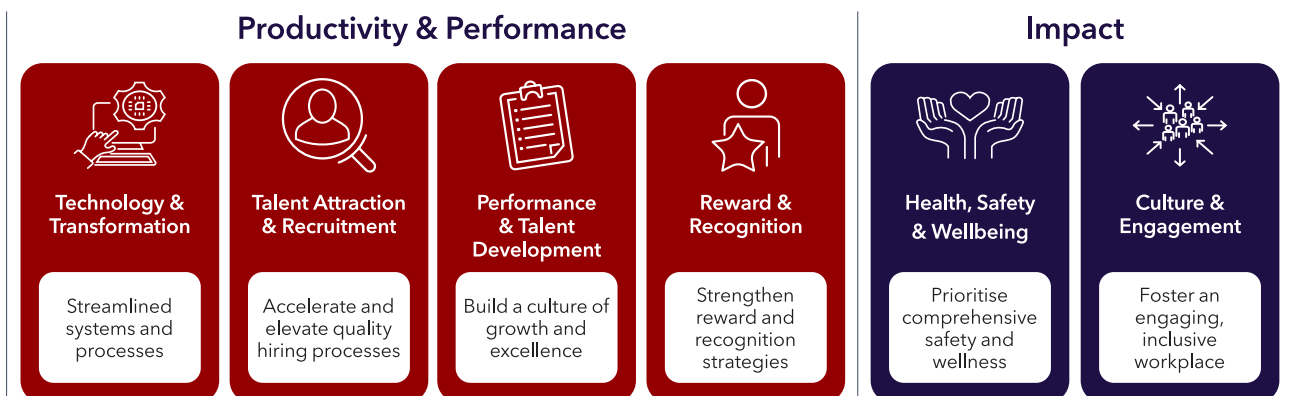 Productivity & Performance
Impact
Technology &
Transformation
Streamlined
systems and
processes
Talent Attraction
& Recruitment
Accelerate and
elevate quality
hiring processes
Performance
& Talent
Development
Build a culture of
growth and
excellence
Reward &
Recognition
Strengthen
reward and
recognition
strategies
Health, Safety
& Wellbeing
Prioritise
comprehensive
safety and
wellness
Culture &
Engagement
Foster an
engaging,
inclusive
workplace